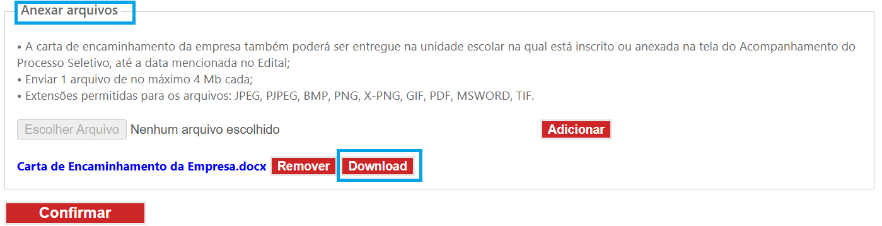 Anexar arquivos
• A carta de encaminhamento da empresa também poderá ser entregue na unidade escolar na qual está inscrito ou anexada na tela do Acompanhamento do
Processo Seletivo, até a data mencionada no Edital;
• Enviar 1 arquivo de no máximo 4 Mb cada;
• Extensões permitidas para os arquivos: JPEG, PJPEG, BMP, PNG, X-PNG, GIF, PDF, MSWORD, TIF.
Escolher Arquivo Nenhum arquivo escolhido Adicionar
Carta de Encaminhamento da Empresa.docx Remover Download
Confirmar